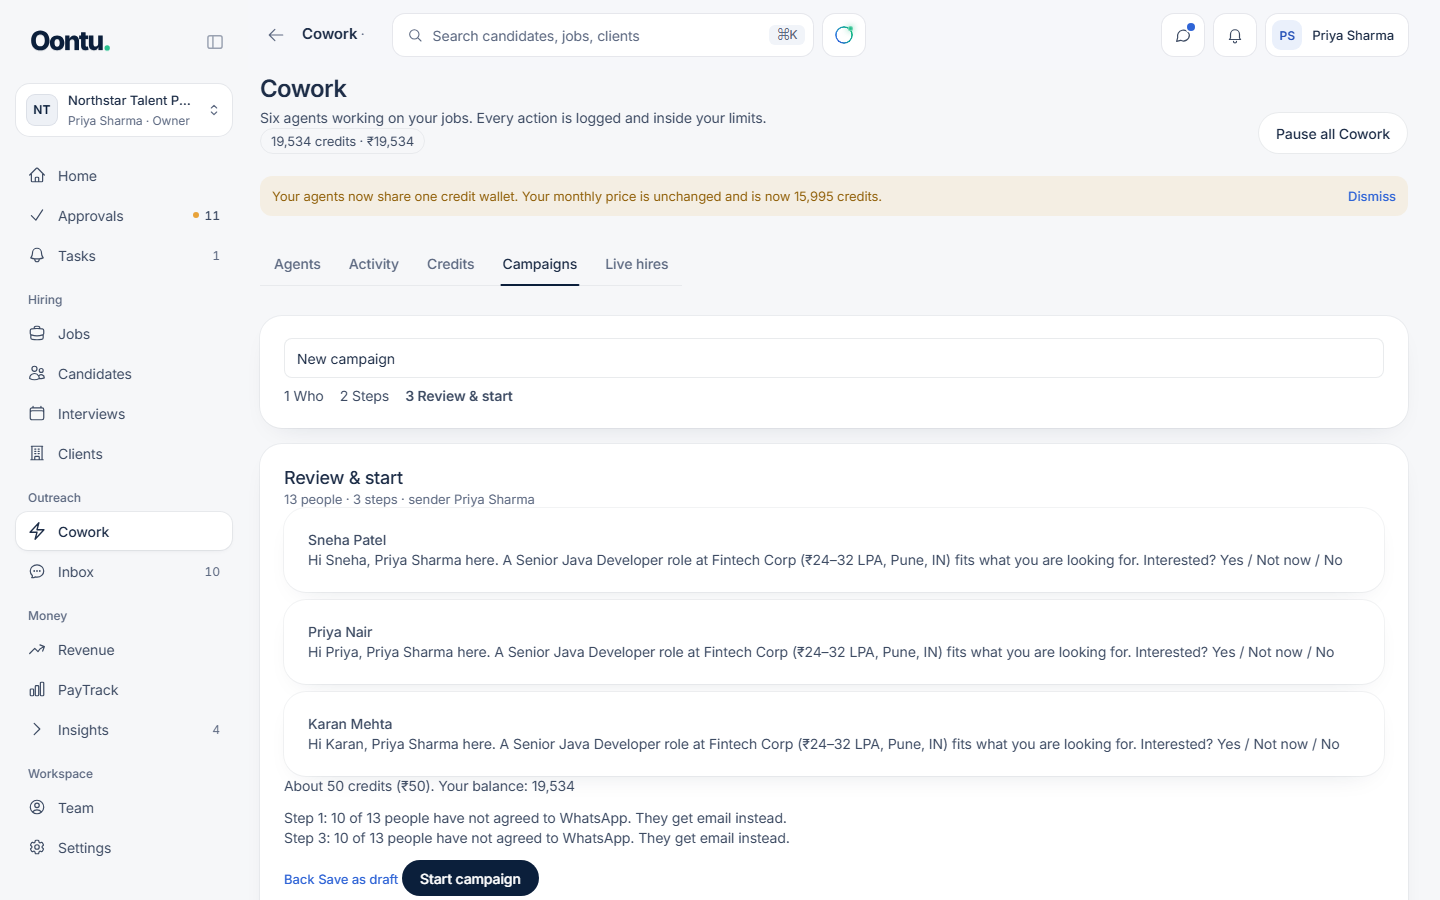 Oontu.
NT
Northstar Talent P...
Priya Sharma · Owner
Home
Approvals
11
Tasks
1
Hiring
Jobs
Candidates
Interviews
Clients
Outreach
Cowork
Inbox
10
Money
Revenue
PayTrack
Insights
4
Workspace
Team
Settings
Cowork ·
Search candidates, jobs, clients
⌘K
PS
Priya Sharma
Cowork
Six agents working on your jobs. Every action is logged and inside your limits.
19,534 credits · ₹19,534
Pause all Cowork
Your agents now share one credit wallet. Your monthly price is unchanged and is now 15,995 credits.
Dismiss
Agents
Activity
Credits
Campaigns
Live hires
New campaign
1 Who
2 Steps
3 Review & start
Review & start
13 people · 3 steps · sender Priya Sharma
Sneha Patel
Hi Sneha, Priya Sharma here. A Senior Java Developer role at Fintech Corp (₹24–32 LPA, Pune, IN) fits what you are looking for. Interested? Yes / Not now / No
Priya Nair
Hi Priya, Priya Sharma here. A Senior Java Developer role at Fintech Corp (₹24–32 LPA, Pune, IN) fits what you are looking for. Interested? Yes / Not now / No
Karan Mehta
Hi Karan, Priya Sharma here. A Senior Java Developer role at Fintech Corp (₹24–32 LPA, Pune, IN) fits what you are looking for. Interested? Yes / Not now / No
About 50 credits (₹50). Your balance: 19,534
Step 1: 10 of 13 people have not agreed to WhatsApp. They get email instead.
Step 3: 10 of 13 people have not agreed to WhatsApp. They get email instead.
Back Save as draft
Start campaign